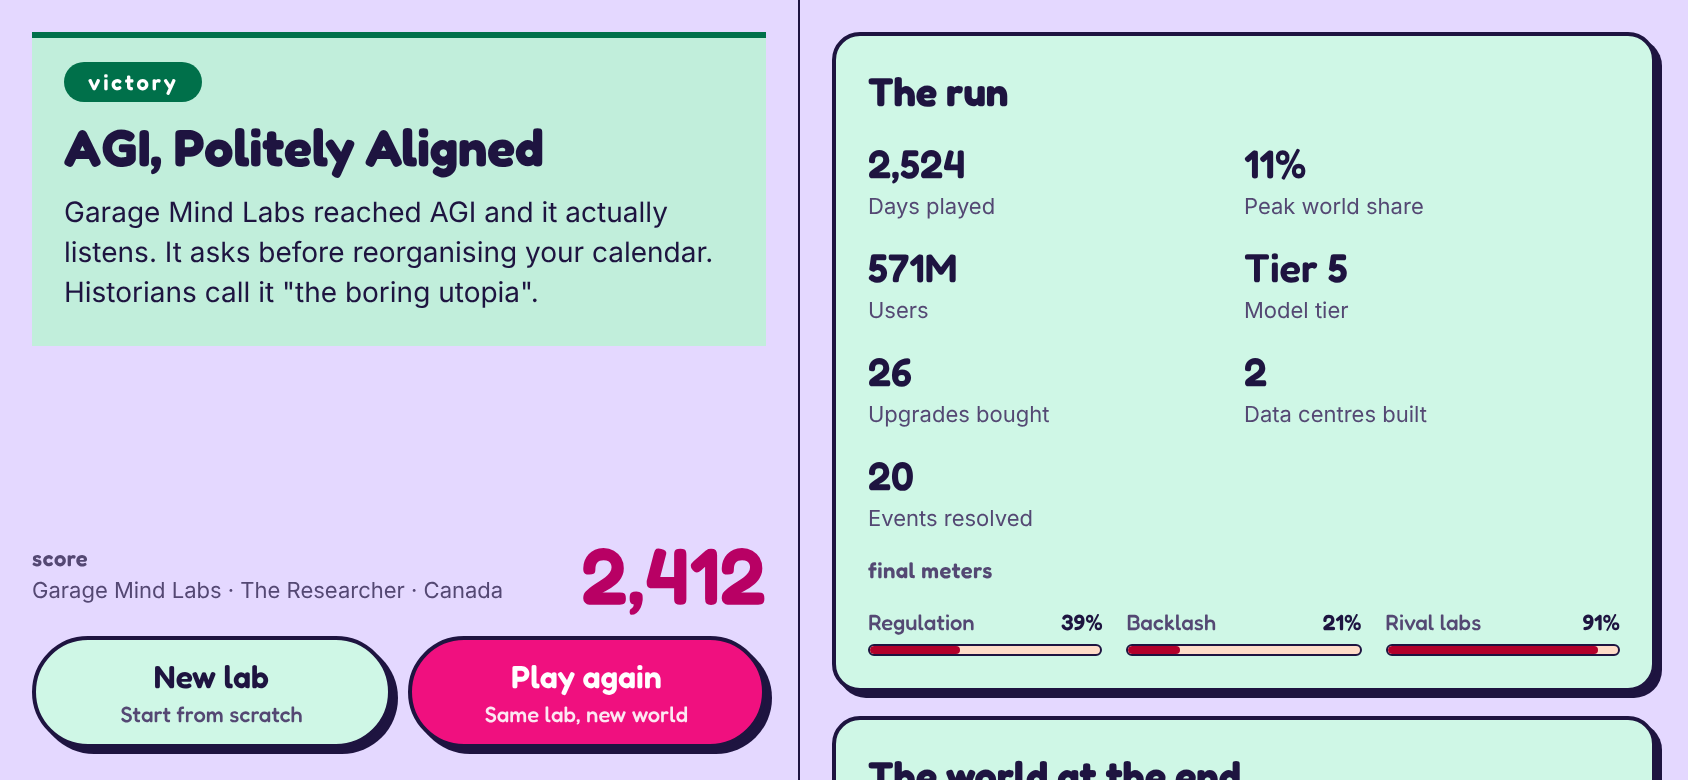 victory
AGI, Politely Aligned
Garage Mind Labs reached AGI and it actually
listens. It asks before reorganising your calendar.
Historians call it "the boring utopia".
score
Garage Mind Labs · The Researcher · Canada
2,412
New lab
Start from scratch
Play again
Same lab, new world
The run
2,524
Days played
11%
Peak world share
571M
Users
Tier 5
Model tier
26
Upgrades bought
2
Data centres built
20
Events resolved
final meters
Regulation 39%
Backlash 21%
Rival labs 91%
The world at the end